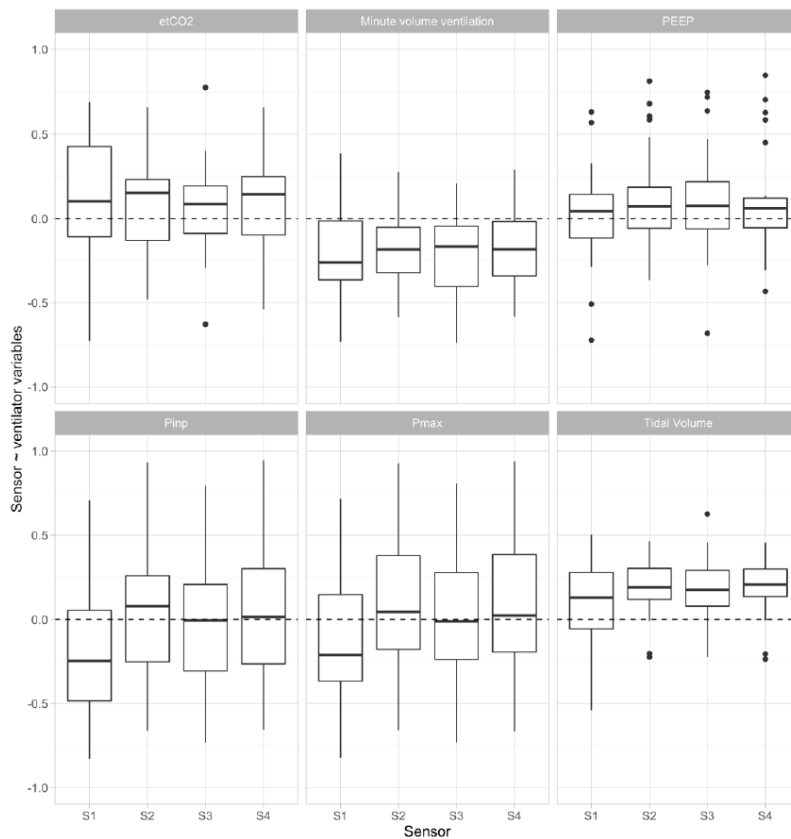 etCO2 Minute volume ventilation PEEP
1.0
0.5
0.0
-0.5
-1.0
Sensor ~ ventilator variables
Pinp Pmax Tidal Volume
1.0
0.5
0.0
-0.5
-1.0
S1 S2 S3 S4 S1 S2 S3 S4 S1 S2 S3 S4
Sensor